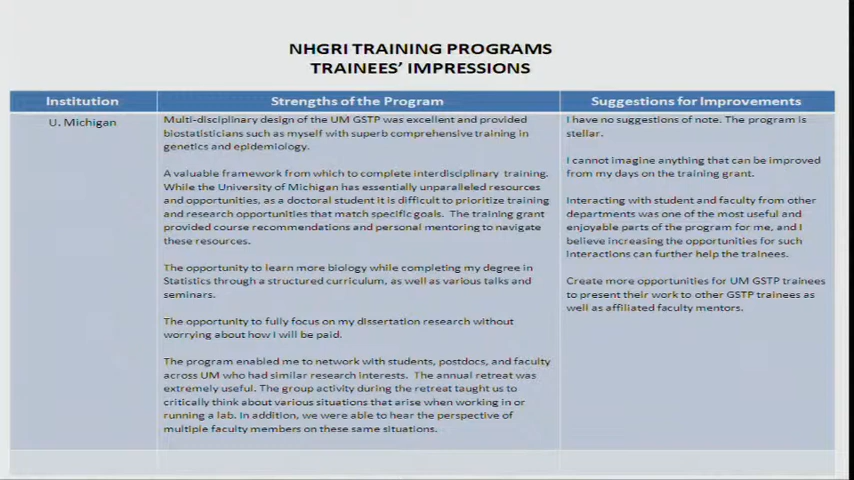 NHGRI TRAINING PROGRAMS
TRAINEES' IMPRESSIONS
Institution
Strengths of the Program
Suggestions for Improvements
U. Michigan
Multi-disciplinary design of the UM GSTP was excellent and provided
biostatisticians such as myself with superb comprehensive training in
genetics and epidemiology.
A valuable framework from which to complete interdisciplinary training.
While the University of Michigan has essentially unparalleled resources
and opportunities, as a doctoral student it is difficult to prioritize training
and research opportunities that match specific goals. The training grant
provided course recommendations and personal mentoring to navigate
these resources.
The opportunity to learn more biology while completing my degree in
Statistics through a structured curriculum, as well as various talks and
seminars.
The opportunity to fully focus on my dissertation research without
worrying about how I will be paid.
The program enabled me to network with students, postdocs, and faculty
across UM who had similar research interests. The annual retreat was
extremely useful. The group activity during the retreat taught us to
critically think about various situations that arise when working in or
running a lab. In addition, we were able to hear the perspective of
multiple faculty members on these same situations.
I have no suggestions of note. The program is
stellar.
I cannot imagine anything that can be improved
from my days on the training grant.
Interacting with student and faculty from other
departments was one of the most useful and
enjoyable parts of the program for me, and I
believe increasing the opportunities for such
interactions can further help the trainees.
Create more opportunities for UM GSTP trainees
to present their work to other GSTP trainees as
well as affiliated faculty mentors.